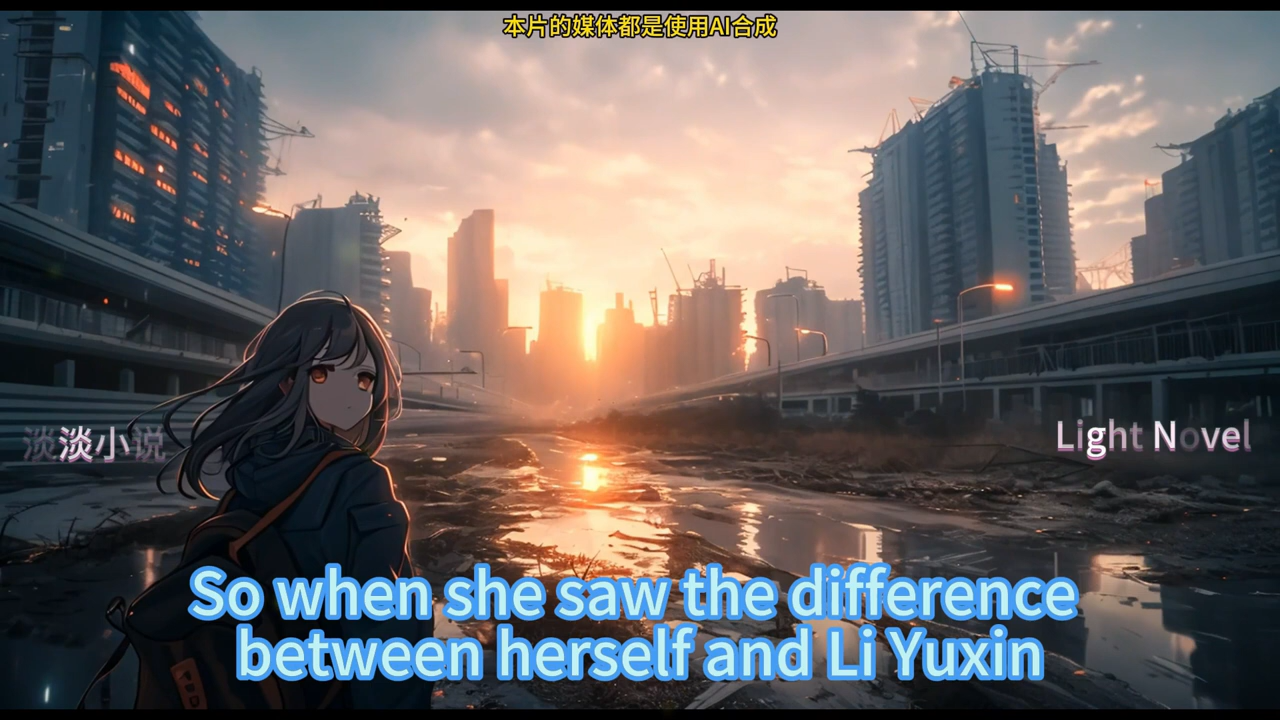 本片的媒体都是使用AI合成
淡淡小说
Light Novel
So when she saw the difference
between herself and Li Yuxin